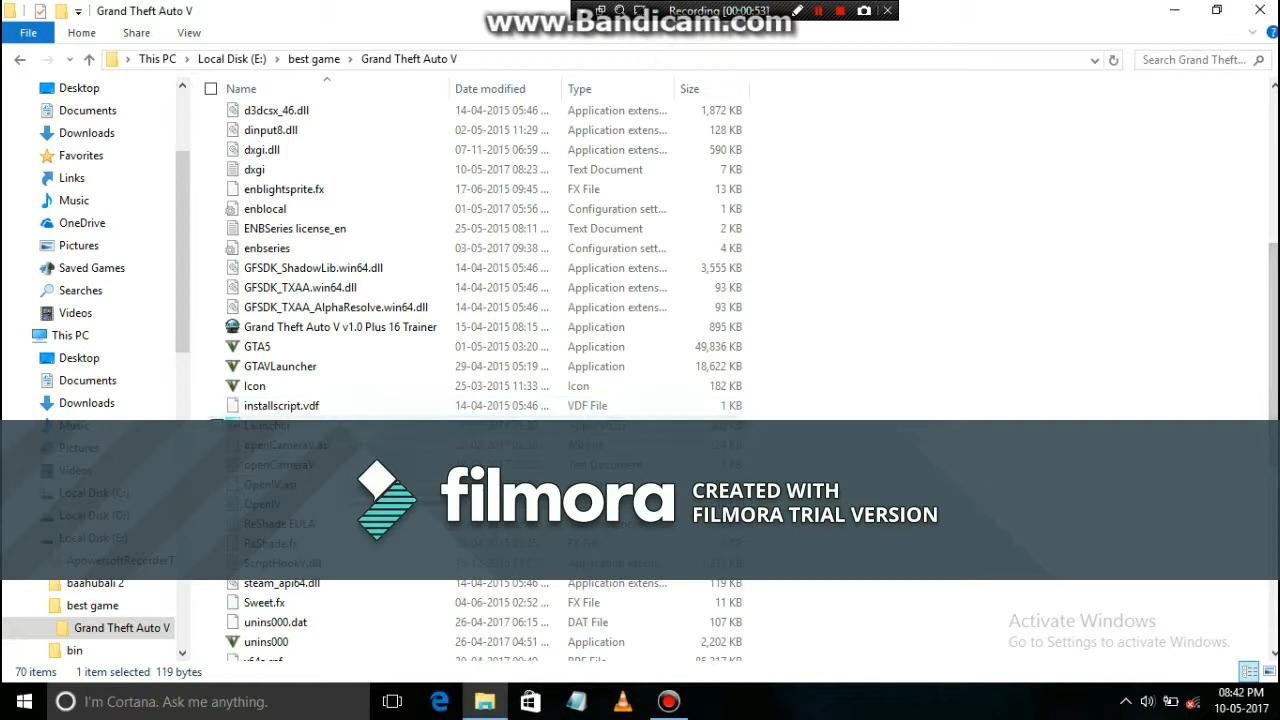 Grand Theft Auto V
www.Bandicam.com
Recording [00:00:53]
File Home Share View
This PC Local Disk (E:) best game Grand Theft Auto V
Search Grand Theft...
Name Date modified Type Size
Desktop
Documents
Downloads
Favorites
Links
Music
OneDrive
Pictures
Saved Games
Searches
Videos
This PC
Desktop
Documents
Downloads
Music
Pictures
Videos
Local Disk (C:)
Local Disk (D:)
Local Disk (E:)
ApowersoftRecorderT
baahubali 2
best game
Grand Theft Auto V
bin
d3dcsx_46.dll 14-04-2015 05:46 ... Application extens... 1,872 KB
dinput8.dll 02-05-2015 11:29 ... Application extens... 128 KB
dxgi.dll 07-11-2015 06:59 ... Application extens... 590 KB
dxgi 10-05-2017 08:23 ... Text Document 7 KB
enblightsprite.fx 17-06-2015 09:45 ... FX File 13 KB
enblocal 01-05-2017 05:56 ... Configuration sett... 1 KB
ENBSeries license_en 25-05-2015 08:11 ... Text Document 2 KB
enbseries 03-05-2017 09:38 ... Configuration sett... 4 KB
GFSDK_ShadowLib.win64.dll 14-04-2015 05:46 ... Application extens... 3,555 KB
GFSDK_TXAA.win64.dll 14-04-2015 05:46 ... Application extens... 93 KB
GFSDK_TXAA_AlphaResolve.win64.dll 14-04-2015 05:46 ... Application extens... 93 KB
Grand Theft Auto V v1.0 Plus 16 Trainer 15-04-2015 08:15 ... Application 895 KB
GTA5 01-05-2015 03:20 ... Application 49,836 KB
GTAVLauncher 29-04-2015 05:19 ... Application 18,622 KB
Icon 25-03-2015 11:33 ... Icon 182 KB
installscript.vdf 14-04-2015 05:46 ... VDF File 1 KB
Launcher
openCameraV.asi
openCameraV
OpenIV.asi
OpenIV
ReShade EULA
ReShade.fx
ScriptHookV.dll
filmora CREATED WITH
FILMORA TRIAL VERSION
steam_api64.dll 14-04-2015 05:46 ... Application extens... 119 KB
Sweet.fx 04-06-2015 02:52 ... FX File 11 KB
unins000.dat 26-04-2017 06:15 ... DAT File 107 KB
unins000 26-04-2017 04:51 ... Application 2,202 KB
Activate Windows
Go to Settings to activate Windows.
70 items 1 item selected 119 bytes
I'm Cortana. Ask me anything.
08:42 PM
10-05-2017